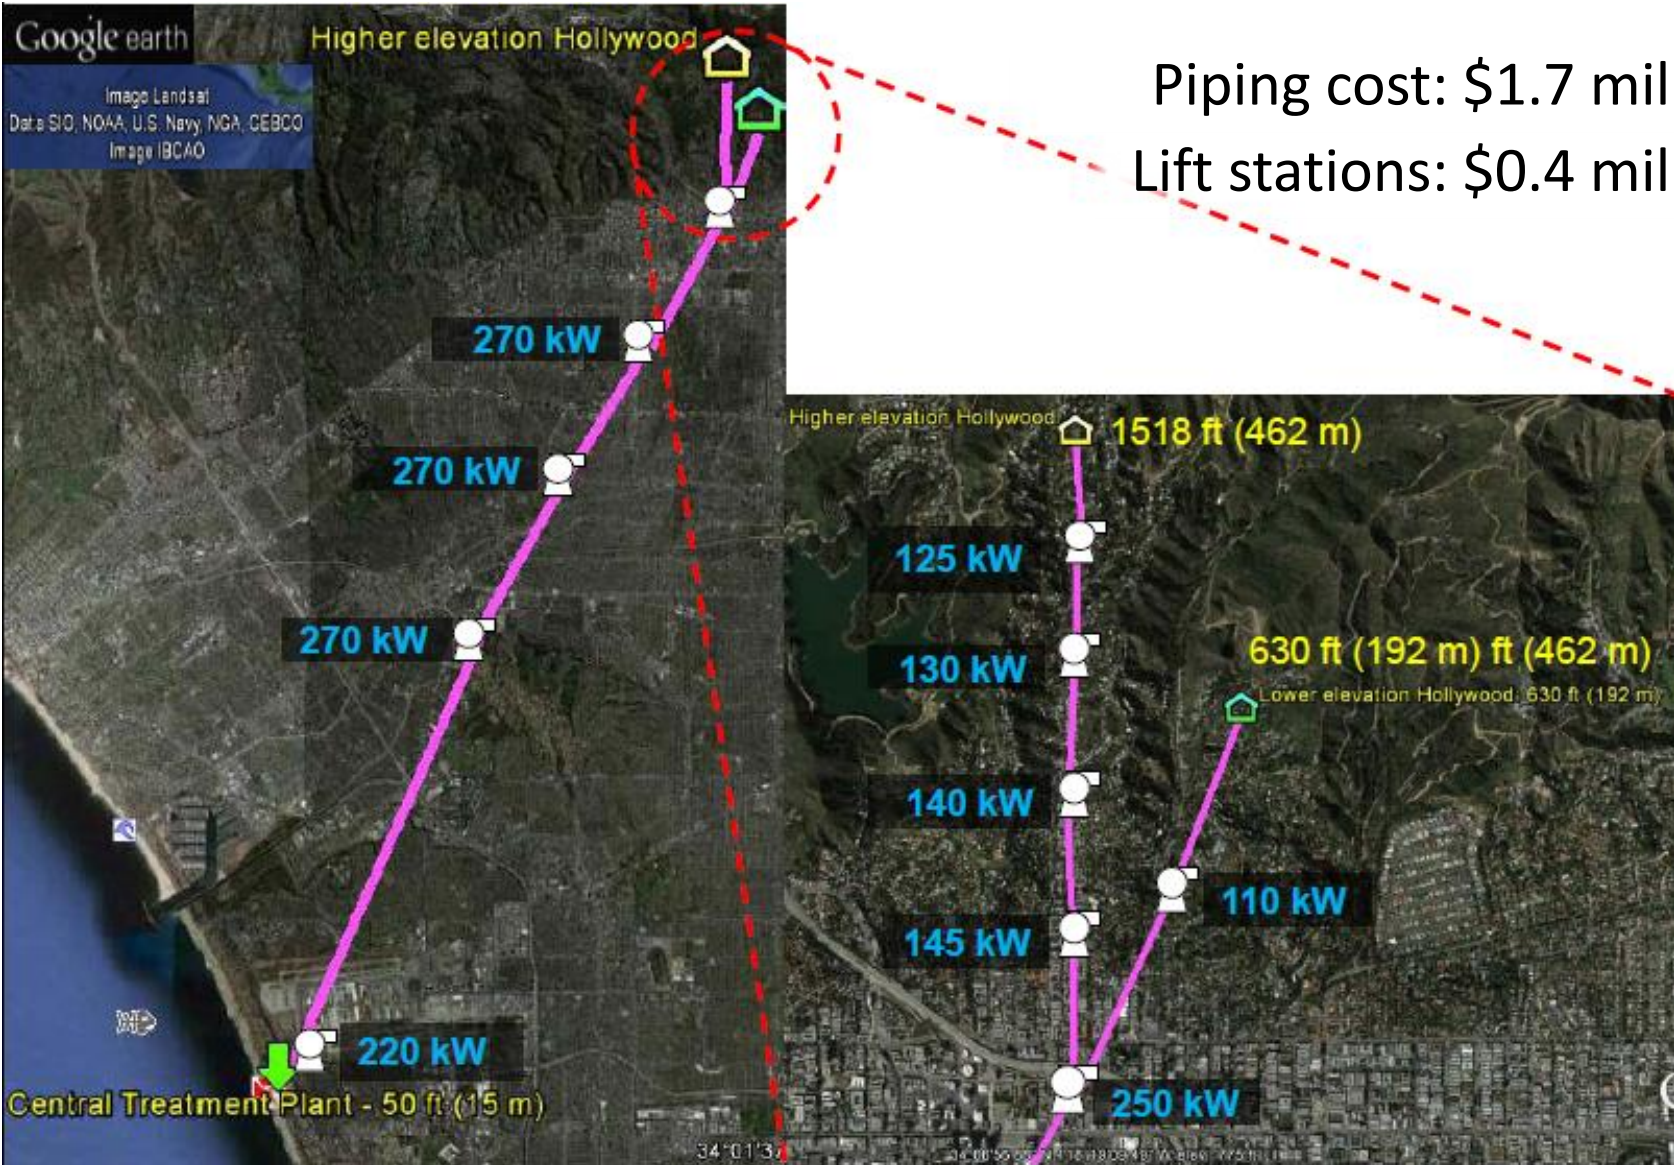 Google earth
Higher elevation Hollywood
Image Landsat
Data SIO, NOAA, U.S. Navy, NGA, GEBCO
Image IBCAO
Piping cost: $1.7 mil
Lift stations: $0.4 mil
270 kW
270 kW
270 kW
220 kW
Central Treatment Plant - 50 ft (15 m)
34°01'37
Higher elevation Hollywood
1518 ft (462 m)
125 kW
130 kW
630 ft (192 m) ft (462 m)
Lower elevation Hollywood: 630 ft (192 m)
140 kW
110 kW
145 kW
250 kW